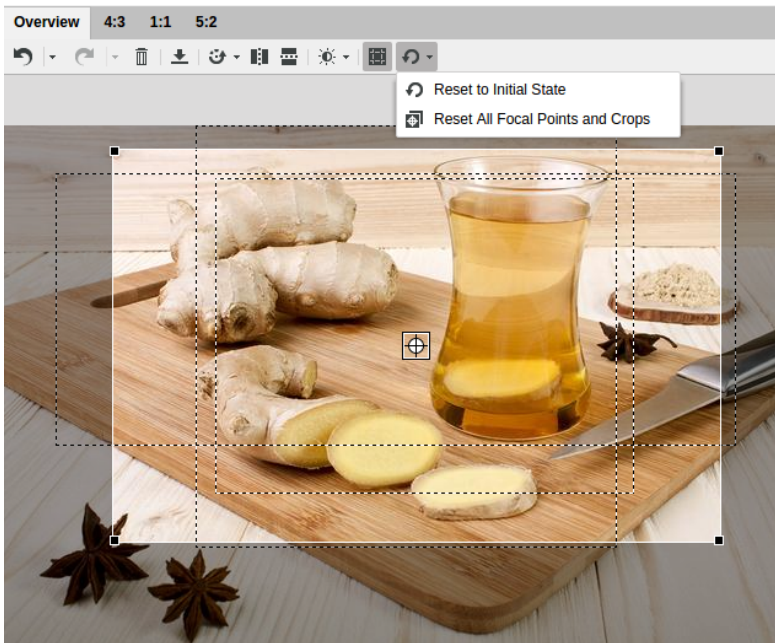 Overview 4:3 1:1 5:2
Reset to Initial State
Reset All Focal Points and Crops